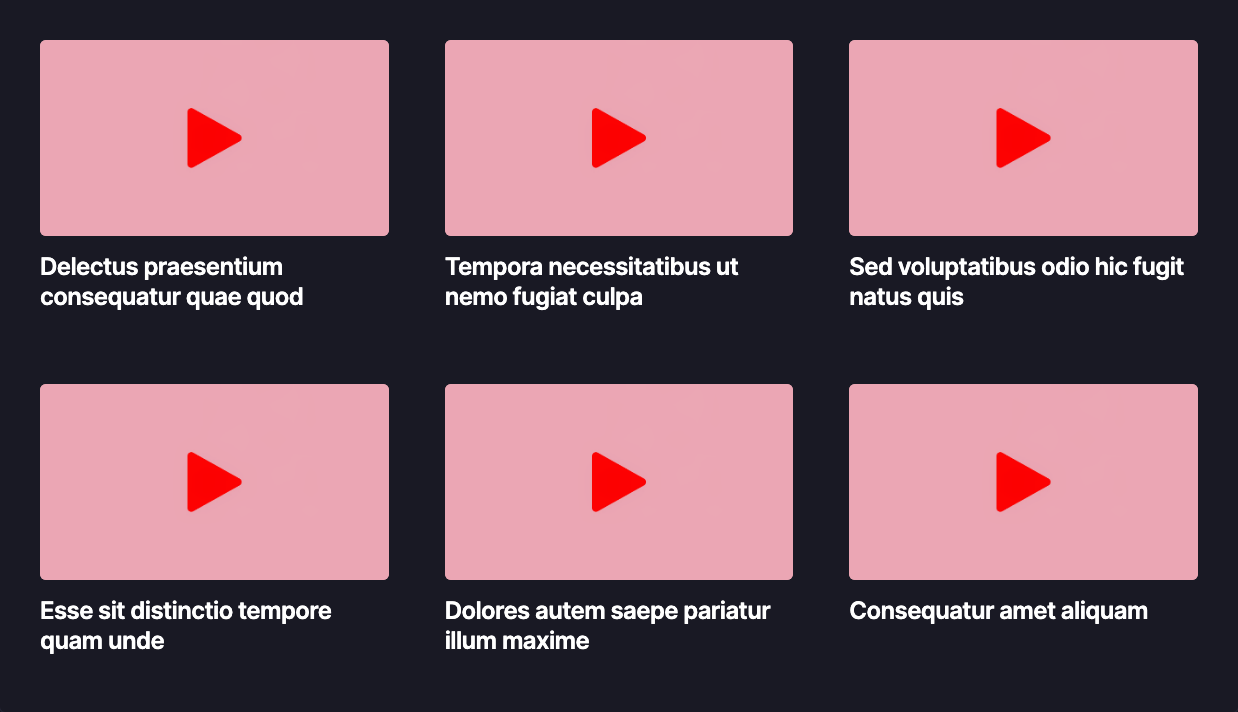 Delectus praesentium
consequatur quae quod
Tempora necessitatibus ut
nemo fugiat culpa
Sed voluptatibus odio hic fugit
natus quis
Esse sit distinctio tempore
quam unde
Dolores autem saepe pariatur
illum maxime
Consequatur amet aliquam